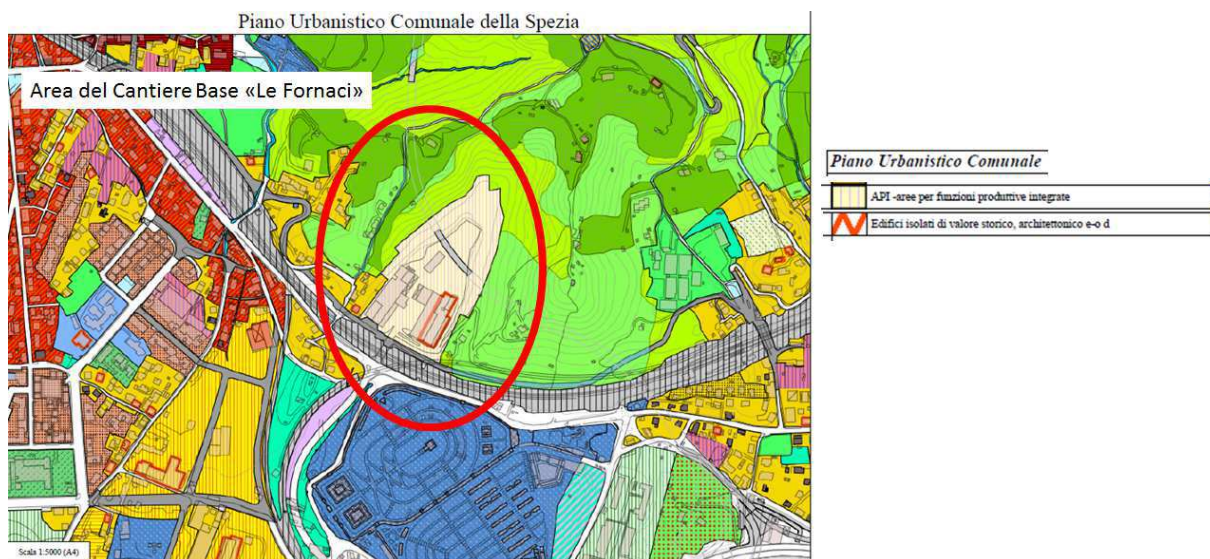 Piano Urbanistico Comunale della Spezia
Area del Cantiere Base «Le Fornaci»
Piano Urbanistico Comunale
API -aree per funzioni produttive integrate
Edifici isolati di valore storico, architettonico e-o d
Scala 1:5000 (A4)